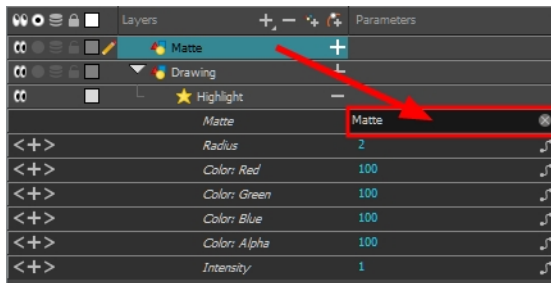 Layers Parameters
Matte
Drawing
Highlight
Matte Matte
Radius 2
Color: Red 100
Color: Green 100
Color: Blue 100
Color: Alpha 100
Intensity 1